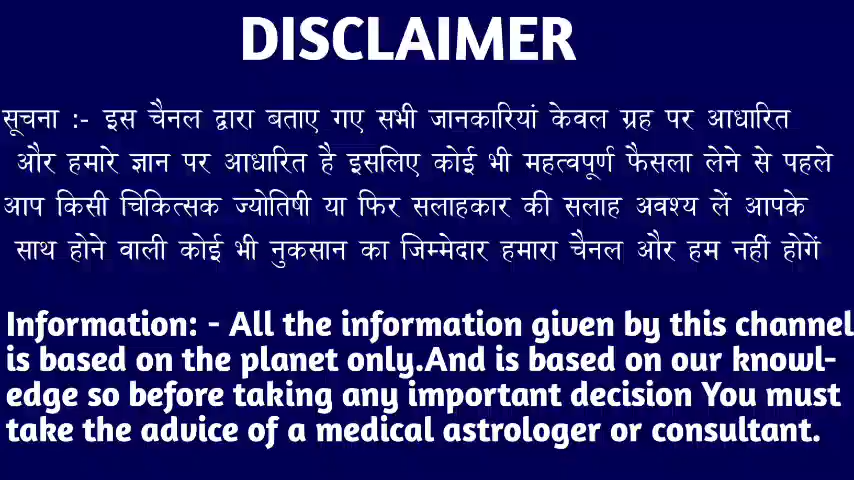 DISCLAIMER
सूचना :- इस चैनल द्वारा बताए गए सभी जानकारियां केवल ग्रह पर आधारित
और हमारे ज्ञान पर आधारित है इसलिए कोई भी महत्वपूर्ण फैसला लेने से पहले
आप किसी चिकित्सक ज्योतिषी या फिर सलाहकार की सलाह अवश्य लें आपके
साथ होने वाली कोई भी नुकसान का जिम्मेदार हमारा चैनल और हम नहीं होगें
Information: - All the information given by this channel
is based on the planet only.And is based on our knowl-
edge so before taking any important decision You must
take the advice of a medical astrologer or consultant.